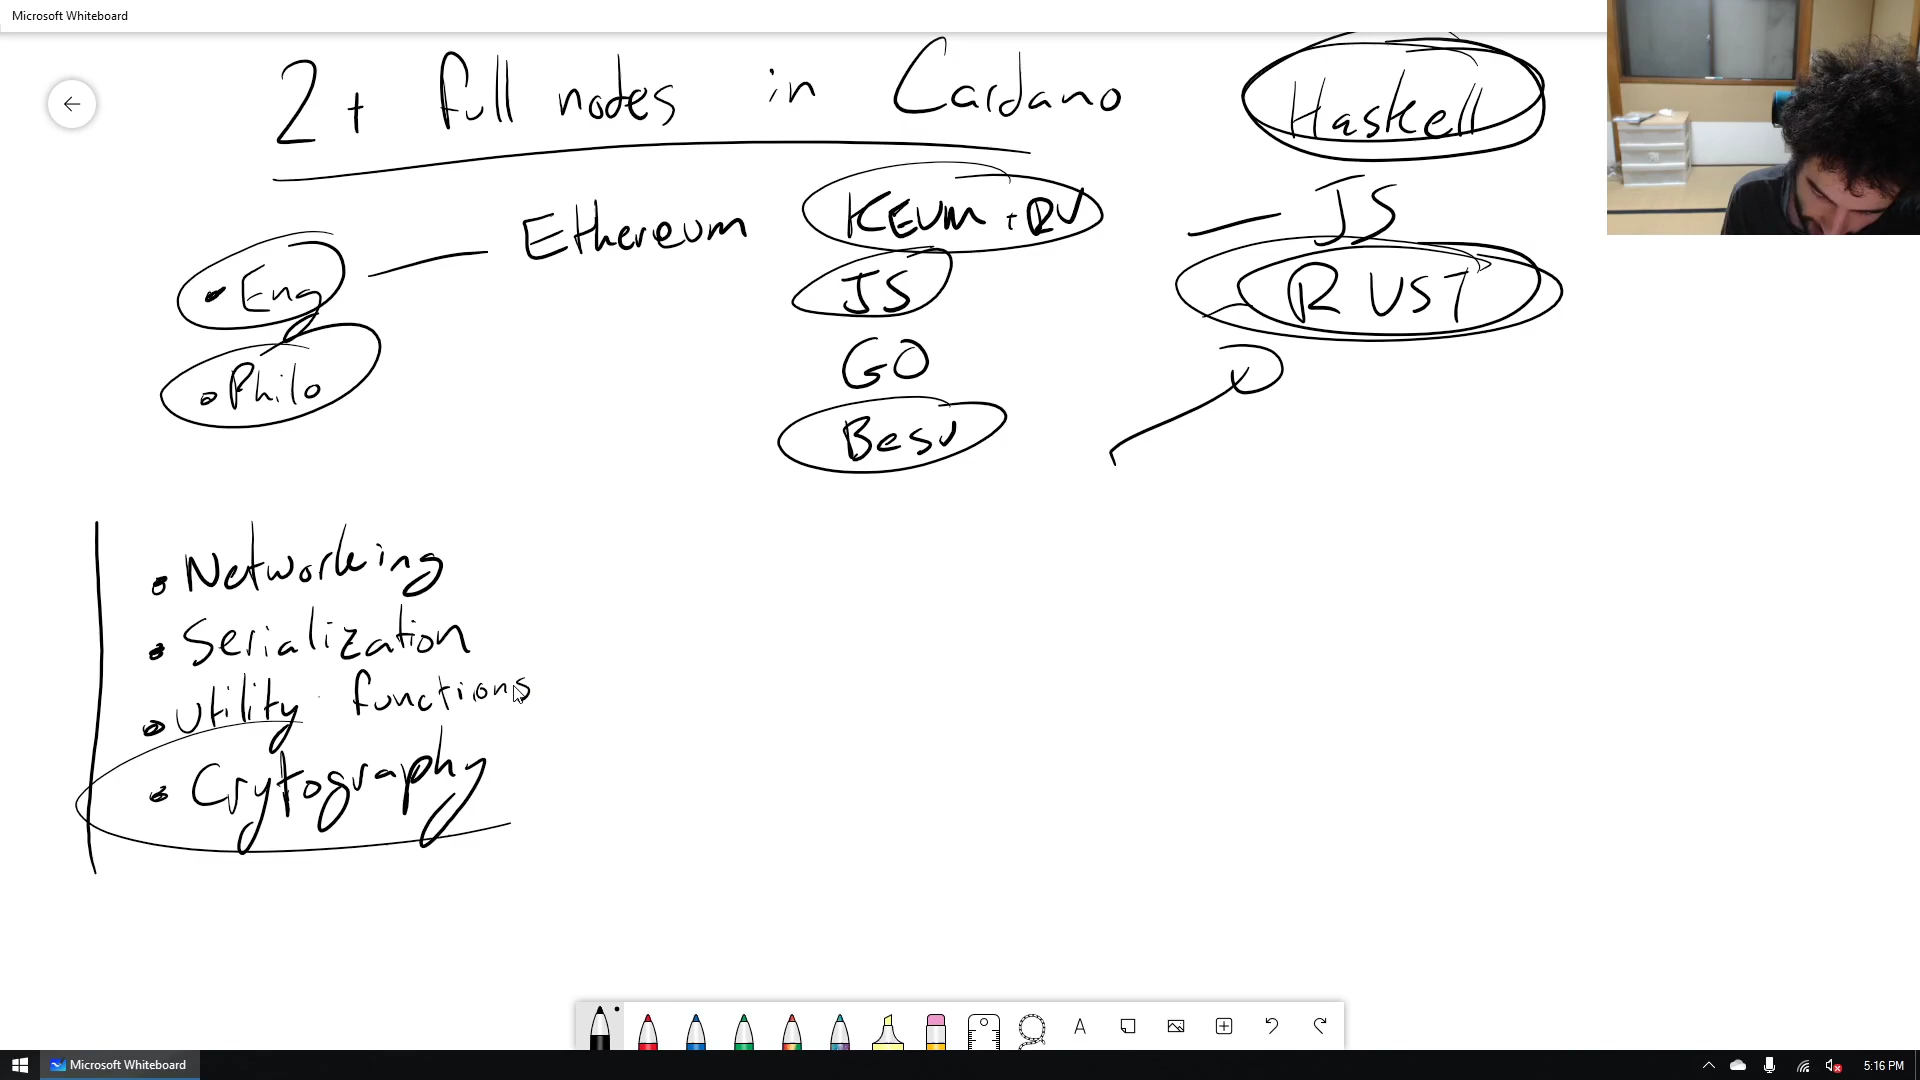 Microsoft Whiteboard
2+ full nodes in Cardano
Haskell
• Eng — Ethereum
• Philo
KEVM + RV
JS
GO
Besu
— JS
RUST
• Networking
• Serialization
• Utility functions
• Crytography
A
Microsoft Whiteboard
5:16 PM